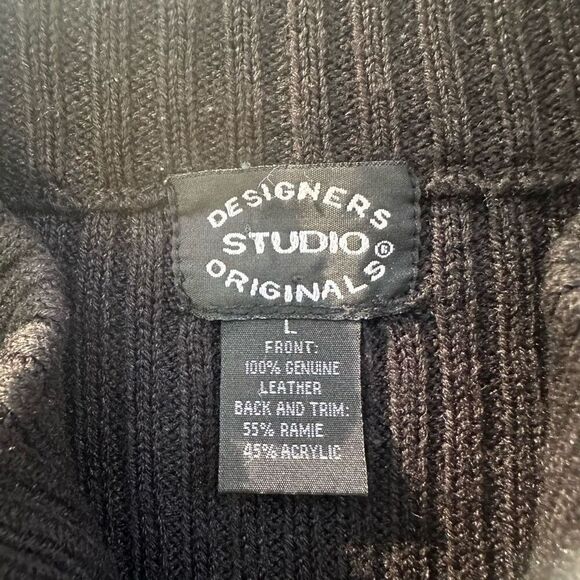 DESIGNERS
STUDIO®
ORIGINALS
L
FRONT:
100% GENUINE
LEATHER
BACK AND TRIM:
55% RAMIE
45% ACRYLIC